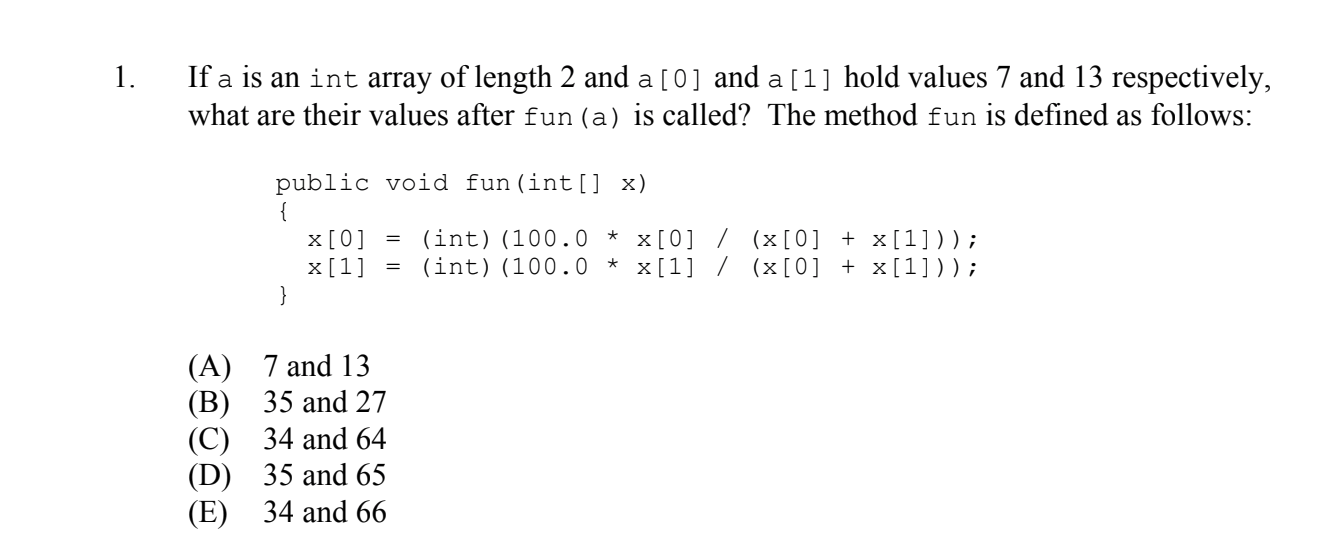 1. If a is an int array of length 2 and a[0] and a[1] hold values 7 and 13 respectively,
what are their values after fun(a) is called? The method fun is defined as follows:
public void fun(int[] x)
{
x[0] = (int)(100.0 * x[0] / (x[0] + x[1]));
x[1] = (int)(100.0 * x[1] / (x[0] + x[1]));
}
(A) 7 and 13
(B) 35 and 27
(C) 34 and 64
(D) 35 and 65
(E) 34 and 66